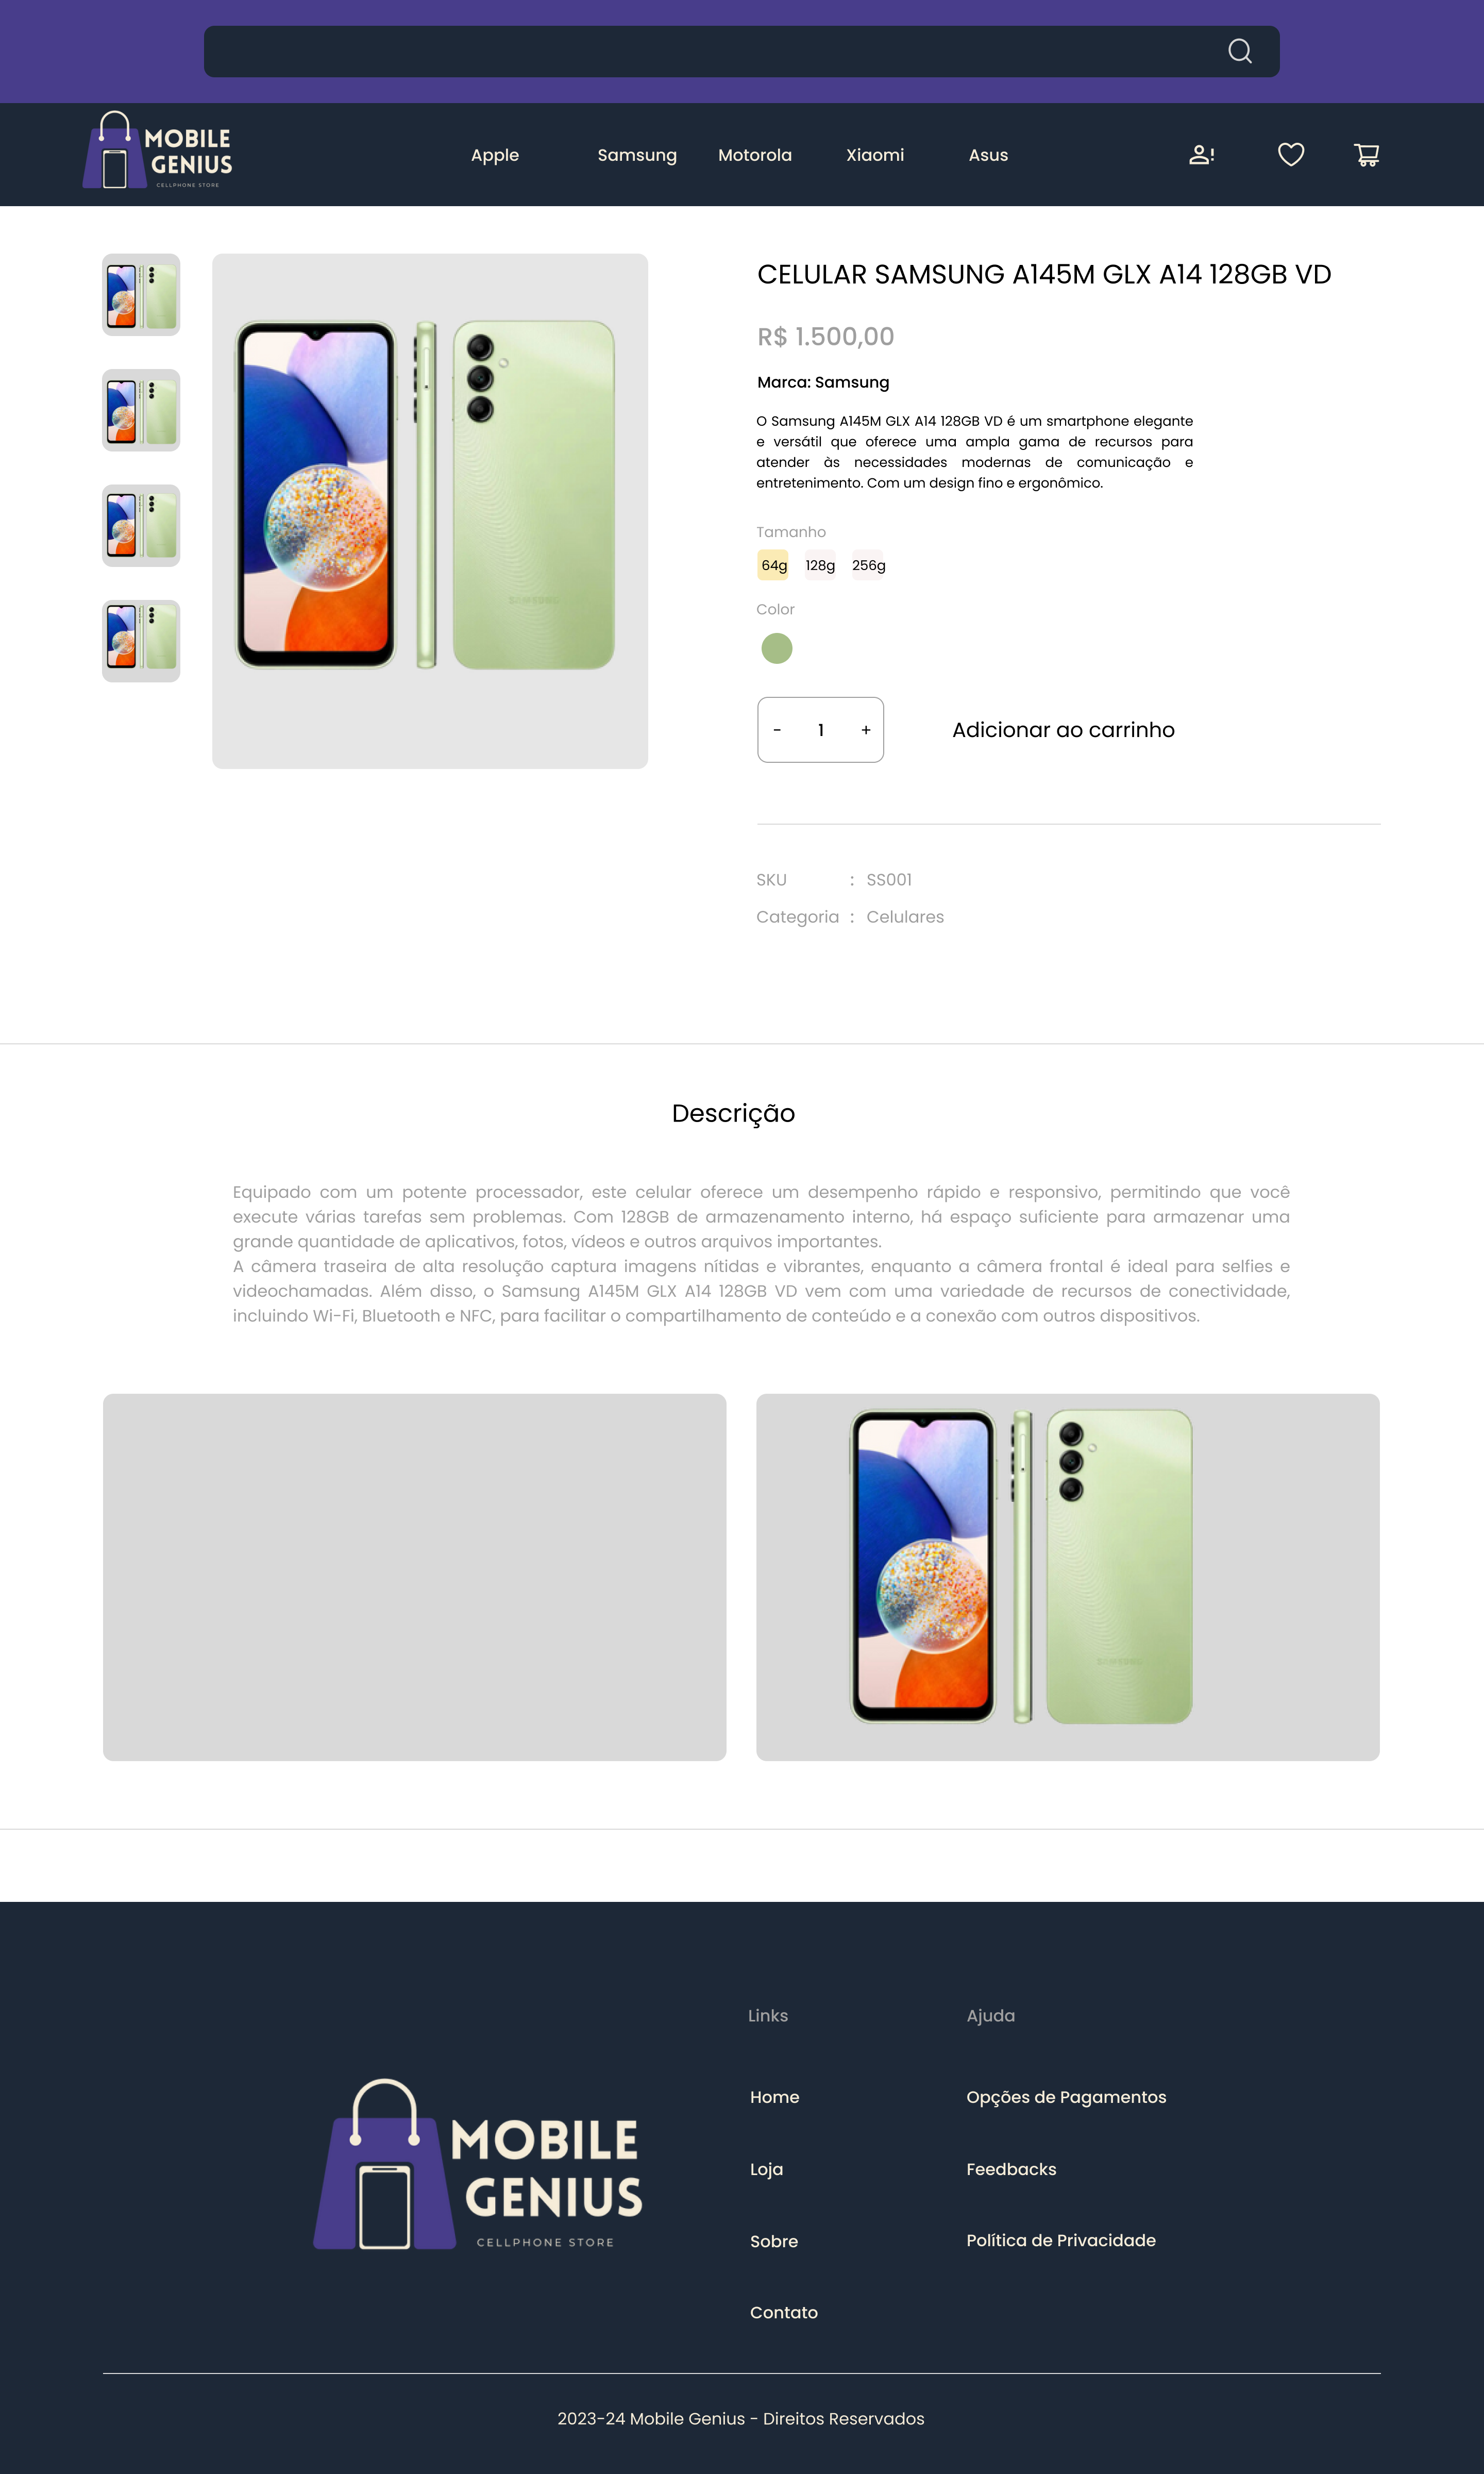 MOBILE
GENIUS
CELLPHONE STORE
Apple
Samsung
Motorola
Xiaomi
Asus
CELULAR SAMSUNG A145M GLX A14 128GB VD
R$ 1.500,00
Marca: Samsung
O Samsung A145M GLX A14 128GB VD é um smartphone elegante
e versátil que oferece uma ampla gama de recursos para
atender às necessidades modernas de comunicação e
entretenimento. Com um design fino e ergonômico.
Tamanho
64g 128g 256g
Color
- 1 +
Adicionar ao carrinho
SKU : SS001
Categoria : Celulares
SAMSUNG
Descrição
Equipado com um potente processador, este celular oferece um desempenho rápido e responsivo, permitindo que você
execute várias tarefas sem problemas. Com 128GB de armazenamento interno, há espaço suficiente para armazenar uma
grande quantidade de aplicativos, fotos, vídeos e outros arquivos importantes.
A câmera traseira de alta resolução captura imagens nítidas e vibrantes, enquanto a câmera frontal é ideal para selfies e
videochamadas. Além disso, o Samsung A145M GLX A14 128GB VD vem com uma variedade de recursos de conectividade,
incluindo Wi-Fi, Bluetooth e NFC, para facilitar o compartilhamento de conteúdo e a conexão com outros dispositivos.
SAMSUNG
MOBILE
GENIUS
CELLPHONE STORE
Links
Home
Loja
Sobre
Contato
Ajuda
Opções de Pagamentos
Feedbacks
Política de Privacidade
2023-24 Mobile Genius - Direitos Reservados